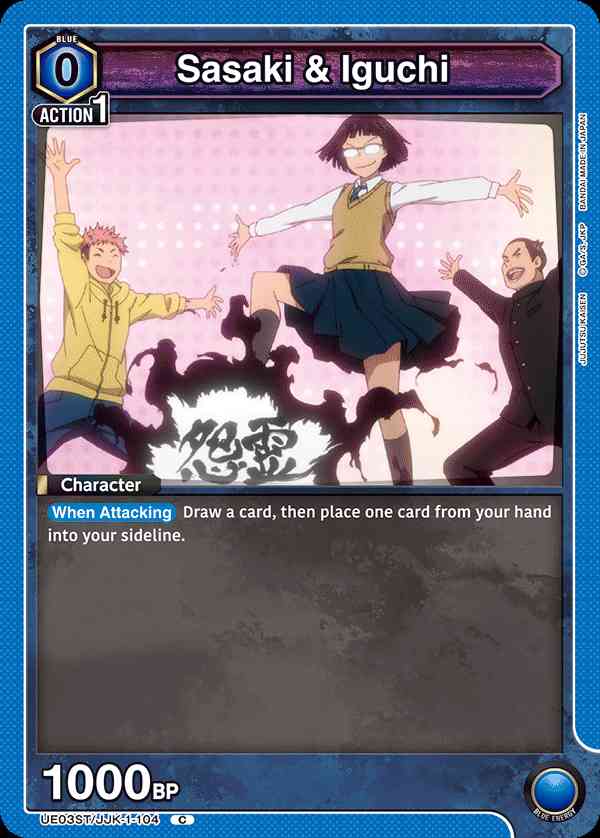 BLUE
0
Sasaki & Iguchi
ACTION 1
BANDAI MADE IN JAPAN
©GA/S,JKP
JUJUTSU KAISEN
怨霊
Character
When Attacking Draw a card, then place one card from your hand
into your sideline.
1000BP
BLUE ENERGY
UE03ST/JJK-1-104 C